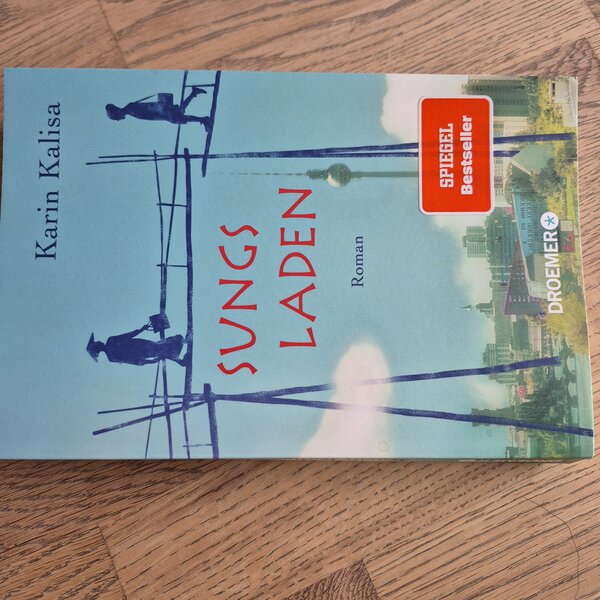 Karin Kalisa
SUNGS
LADEN
Roman
SPIEGEL
Bestseller
DROEMER*